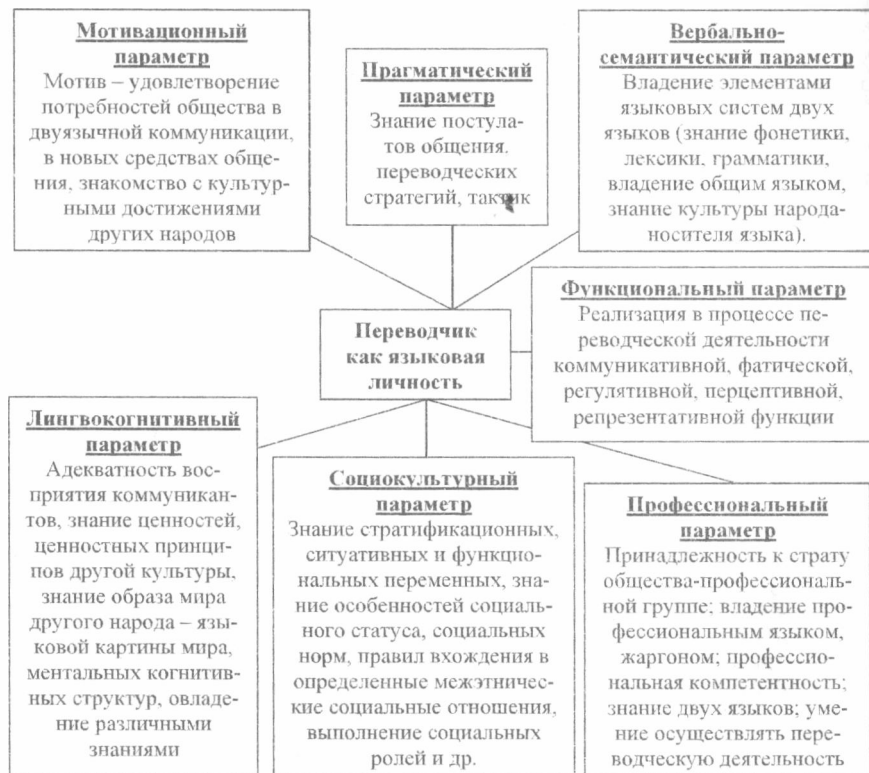 Мотивационный
параметр
Мотив – удовлетворение
потребностей общества в
двуязычной коммуникации,
в новых средствах обще-
ния, знакомство с культур-
ными достижениями
других народов
Прагматический
параметр
Знание постула-
тов общения.
переводческих
стратегий, тактик
Вербально-
семантический параметр
Владение элементами
языковых систем двух
языков (знание фонетики,
лексики, грамматики,
владение общим языком,
знание культуры народа-
носителя языка).
Функциональный параметр
Реализация в процессе пе-
реводческой деятельности
коммуникативной, фатической,
регулятивной, перцептивной,
репрезентативной функции
Переводчик
как языковая
личность
Лингвокогнитивный
параметр
Адекватность вос-
приятия коммуникан-
тов, знание ценностей,
ценностных принци-
пов другой культуры,
знание образа мира
другого народа – язы-
ковой картины мира,
ментальных когнитив-
ных структур, овладе-
ние различными
знаниями
Социокультурный
параметр
Знание стратификационных,
ситуативных и функцио-
нальных переменных, зна-
ние особенностей социаль-
ного статуса, социальных
норм, правил вхождения в
определенные межэтничес-
кие социальные отношения,
выполнение социальных
ролей и др.
Профессиональный
параметр
Принадлежность к страту
общества-профессиональ-
ной группе; владение про-
фессиональным языком,
жаргоном; профессио-
нальная компетентность;
знание двух языков; уме-
ние осуществлять пере-
водческую деятельность